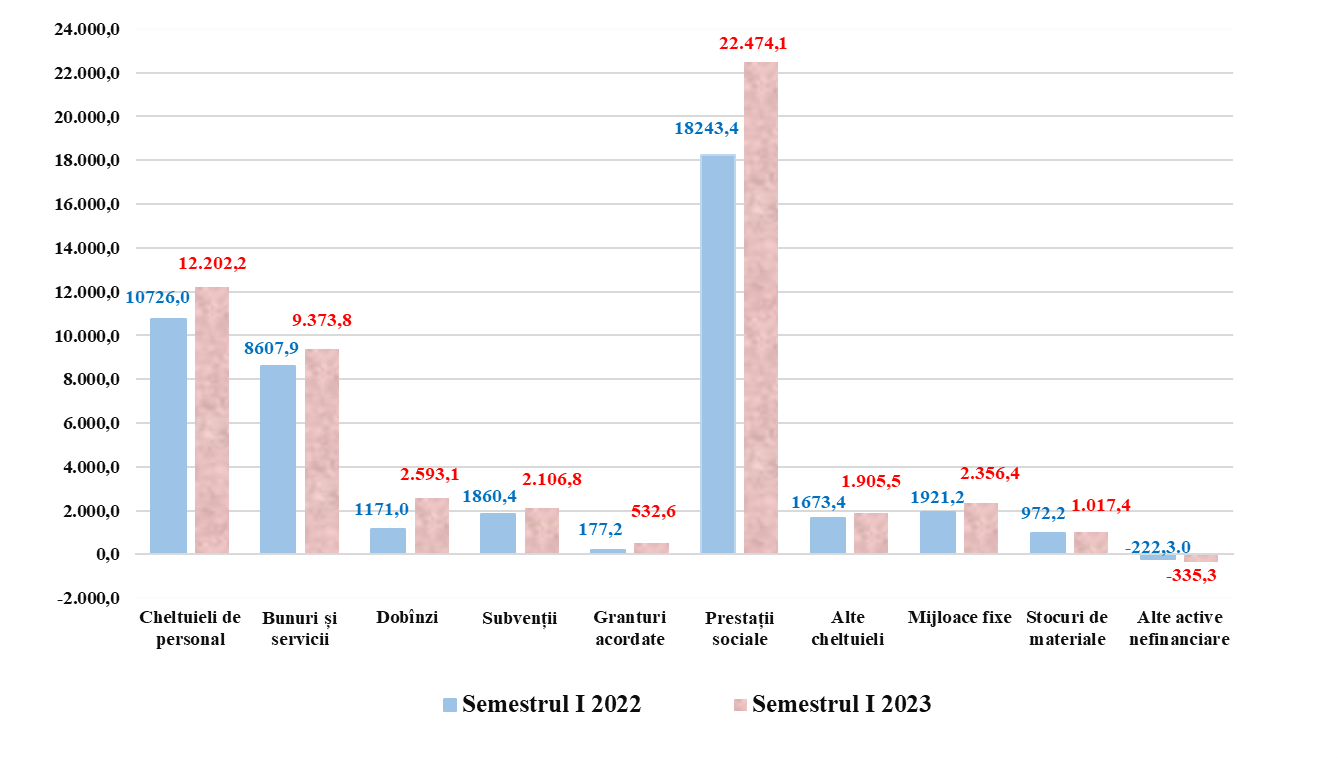 24.000,0
22.000,0
20.000,0
18.000,0
16.000,0
14.000,0
12.000,0
10.000,0
8.000,0
6.000,0
4.000,0
2.000,0
0,0
-2.000,0
10726,0
12.202,2
8607,9
9.373,8
1171,0
2.593,1
1860,4
2.106,8
177,2
532,6
18243,4
22.474,1
1673,4
1.905,5
1921,2
2.356,4
972,2
1.017,4
-222,3.0
-335,3
Cheltuieli de
personal
Bunuri și
servicii
Dobînzi
Subvenții
Granturi
acordate
Prestații
sociale
Alte
cheltuieli
Mijloace fixe
Stocuri de
materiale
Alte active
nefinanciare
Semestrul I 2022
Semestrul I 2023